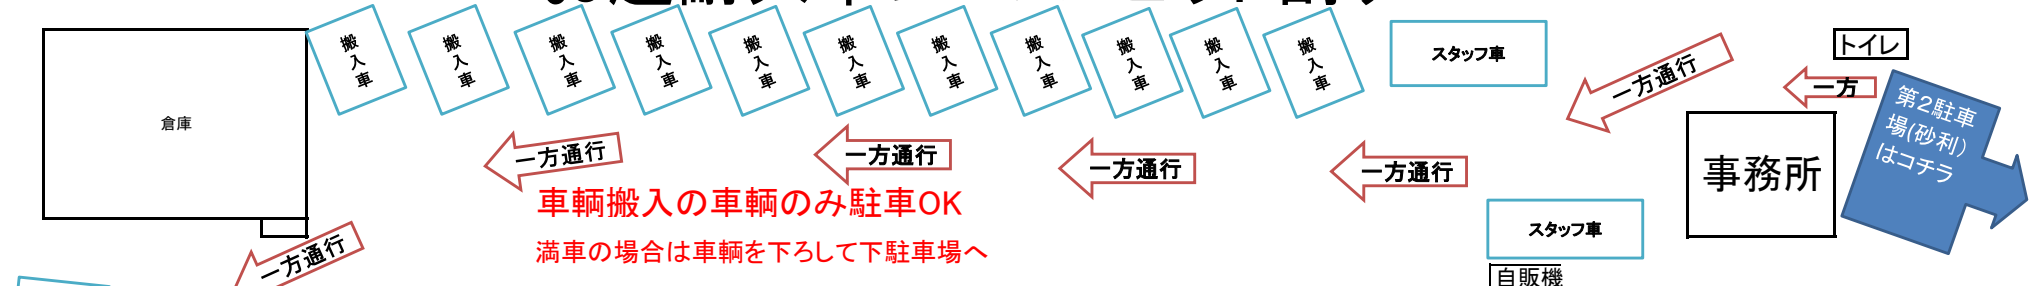 搬入車
搬入車
搬入車
搬入車
搬入車
搬入車
搬入車
搬入車
搬入車
搬入車
搬入車
スタッフ車
一方通行
トイレ
一方
第2駐車
場(砂利)
はコチラ
倉庫
一方通行
一方通行
一方通行
一方通行
事務所
車輌搬入の車輌のみ駐車OK
満車の場合は車輌を下ろして下駐車場へ
スタッフ車
一方通行
自販機